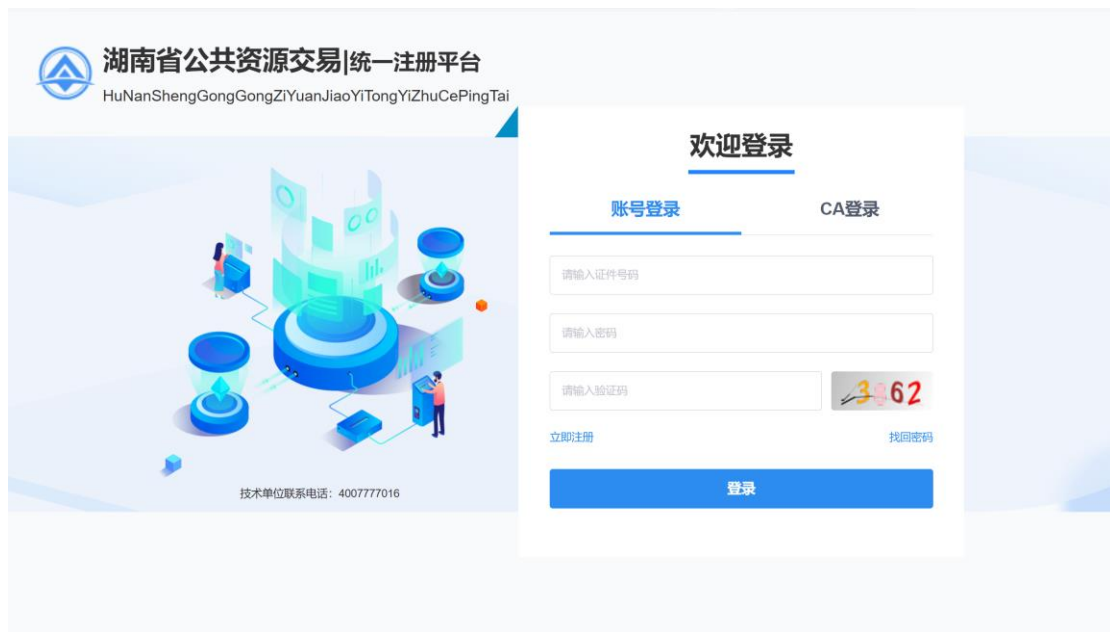 湖南省公共资源交易|统一注册平台
HuNanShengGongGongZiYuanJiaoYiTongYiZhuCePingTai
欢迎登录
账号登录 CA登录
请输入证件号码
请输入密码
请输入验证码 3862
立即注册 找回密码
登录
技术单位联系电话：4007777016